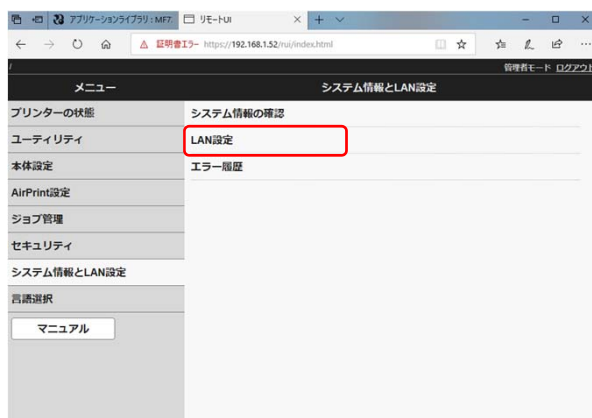 アプリケーションライブラリ : MF7.
リモートUI
証明書エラー https://192.168.1.52/rui/index.html
管理者モード ログアウト
メニュー
システム情報とLAN設定
プリンターの状態
システム情報の確認
ユーティリティ
LAN設定
本体設定
エラー履歴
AirPrint設定
ジョブ管理
セキュリティ
システム情報とLAN設定
言語選択
マニュアル